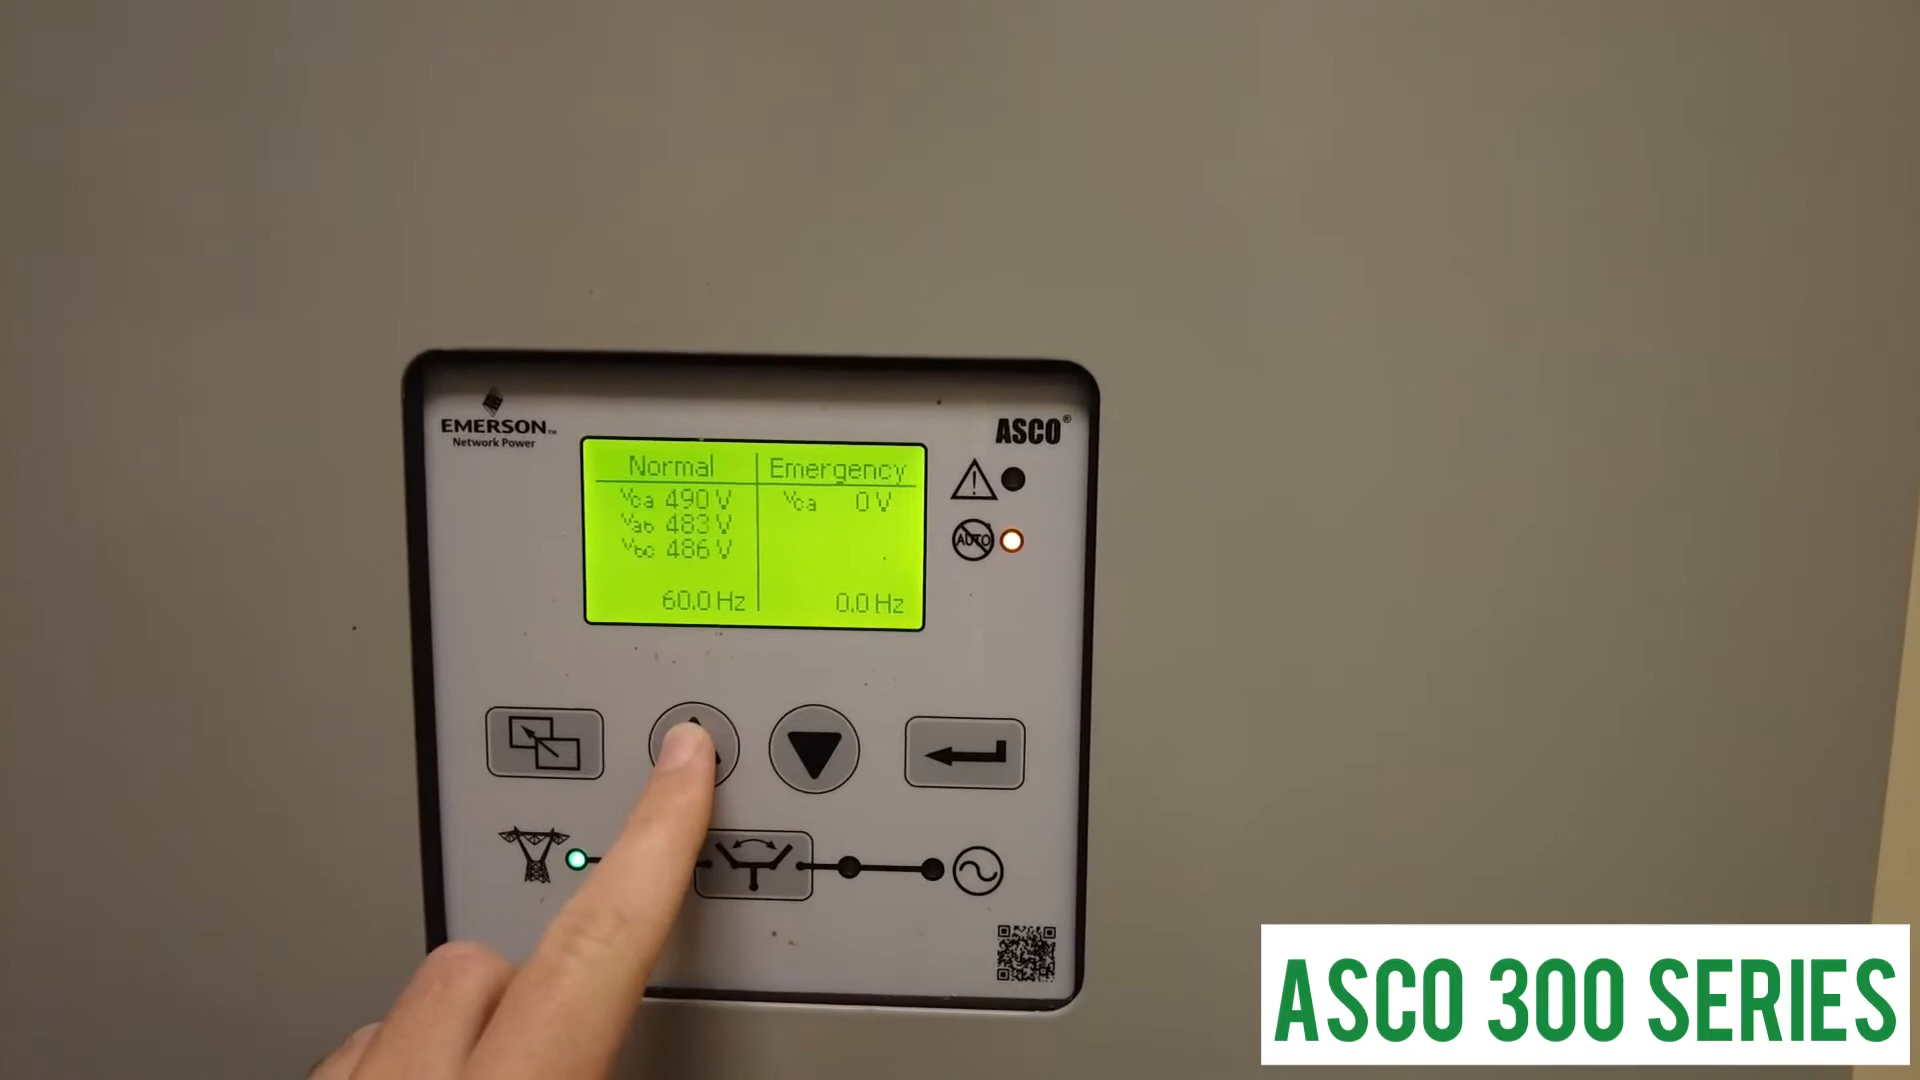 EMERSON™
Network Power
ASCO®
Normal Emergency
Vca 490 V Vca 0 V
Vab 483 V
Vbc 486 V
60.0 Hz 0.0 Hz
AUTO
ASCO 300 SERIES